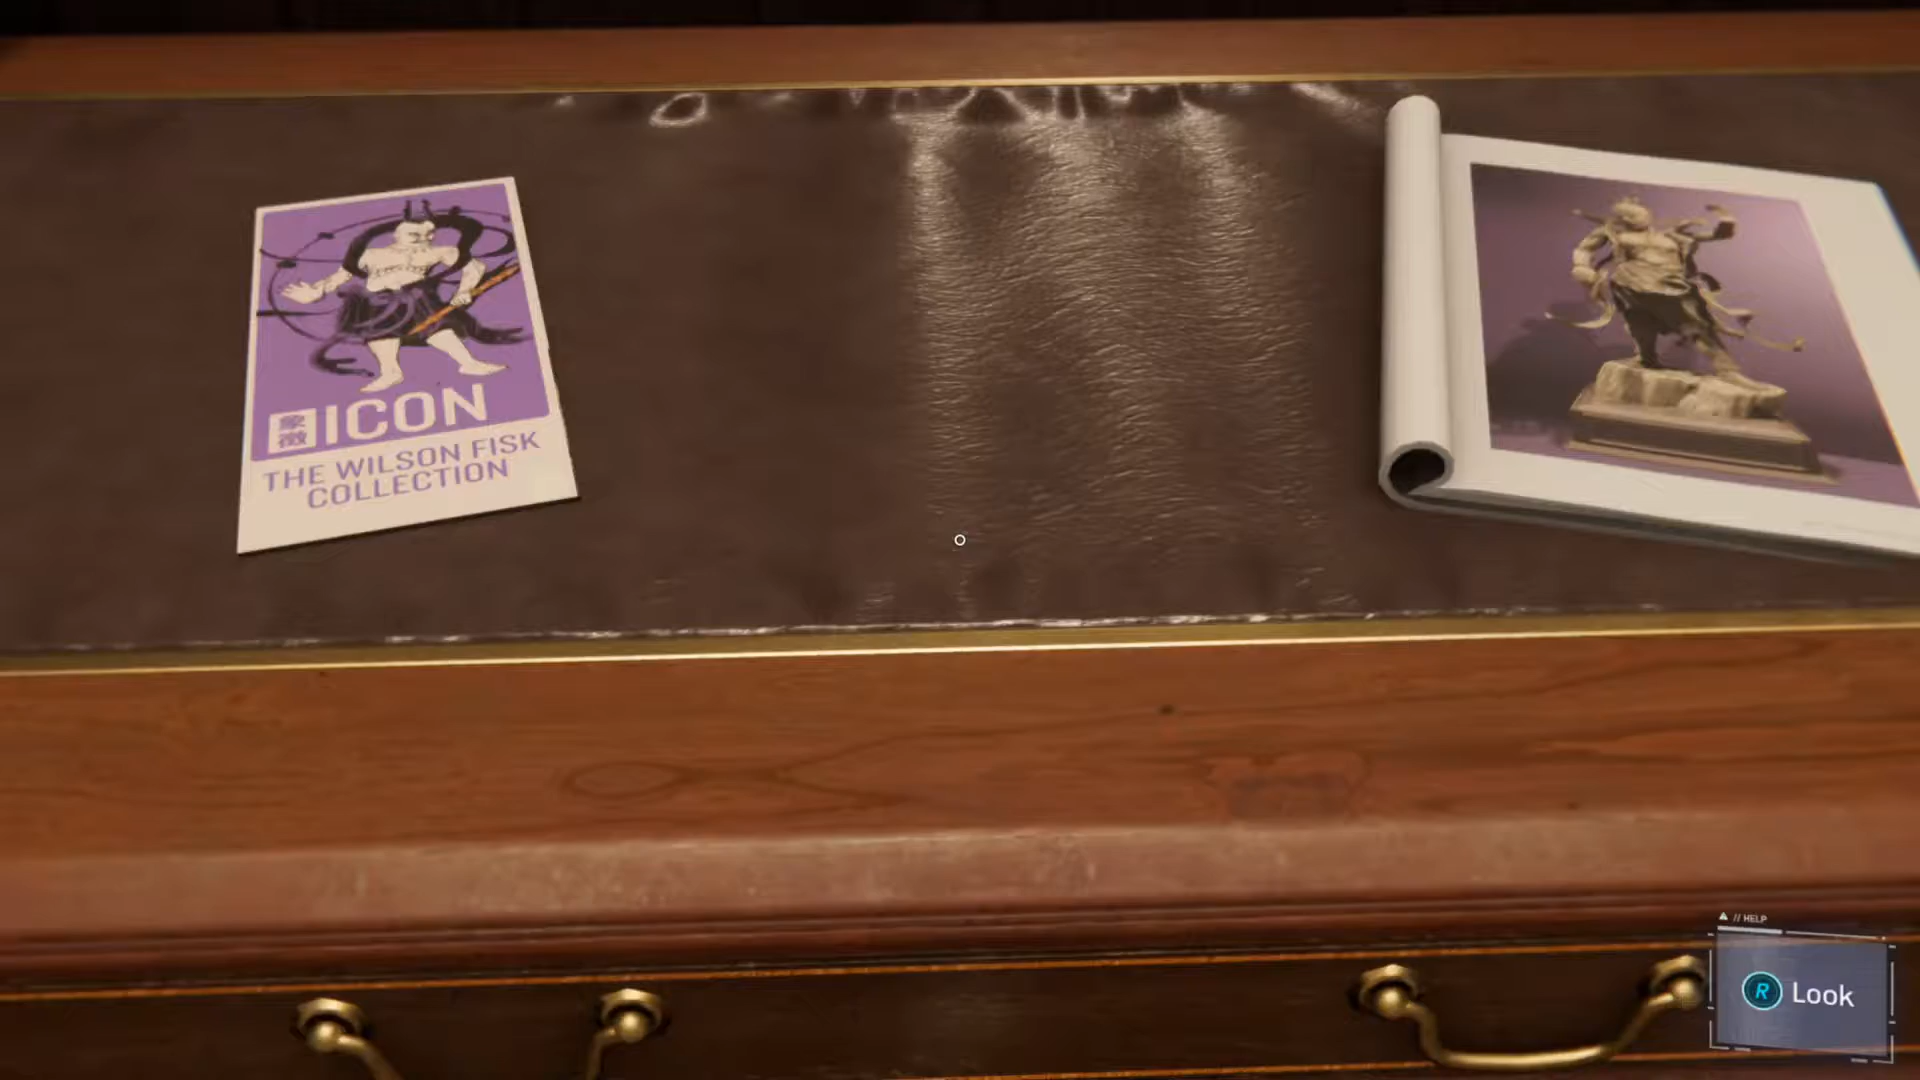 象徵 ICON
THE WILSON FISK
COLLECTION
// HELP
R Look